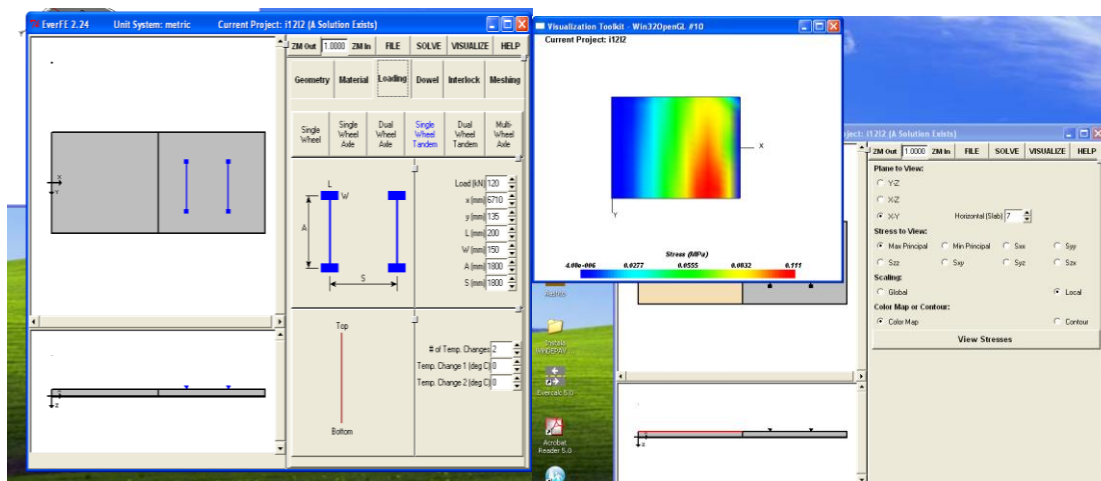 EverFE 2.24 Unit System: metric Current Project: i12l2 (A Solution Exists)
ZM Out 1.0000 ZM In FILE SOLVE VISUALIZE HELP
Geometry Material Loading Dowel Interlock Meshing
Single Wheel
Single Wheel Axle
Dual Wheel Axle
Single Wheel Tandem
Dual Wheel Tandem
Multi-Wheel Axle
L
W
A
S
Load (kN) 120
x (mm) 6710
y (mm) 135
L (mm) 200
W (mm) 150
A (mm) 1800
S (mm) 1800
X
Y
Z
Top
Bottom
# of Temp. Changes 2
Temp. Change 1 (deg C) 0
Temp. Change 2 (deg C) 0
Visualization Toolkit - Win32OpenGL #10
Current Project: i12l2
X
Y
Stress (MPa)
4.09e-006 0.0277 0.0555 0.0832 0.111
Instala
WINDEPAV ...
Evercalc 5.0
Acrobat
Reader 5.0
ject: i12l2 (A Solution Exists)
ZM Out 1.0000 ZM In FILE SOLVE VISUALIZE HELP
Plane to View:
Y-Z
X-Z
X-Y Horizontal (Slab) 7
Stress to View:
Max Principal Min Principal Sxx Syy
Szz Sxy Syz Szx
Scaling:
Global Local
Color Map or Contour:
Color Map Contour
View Stresses
Z